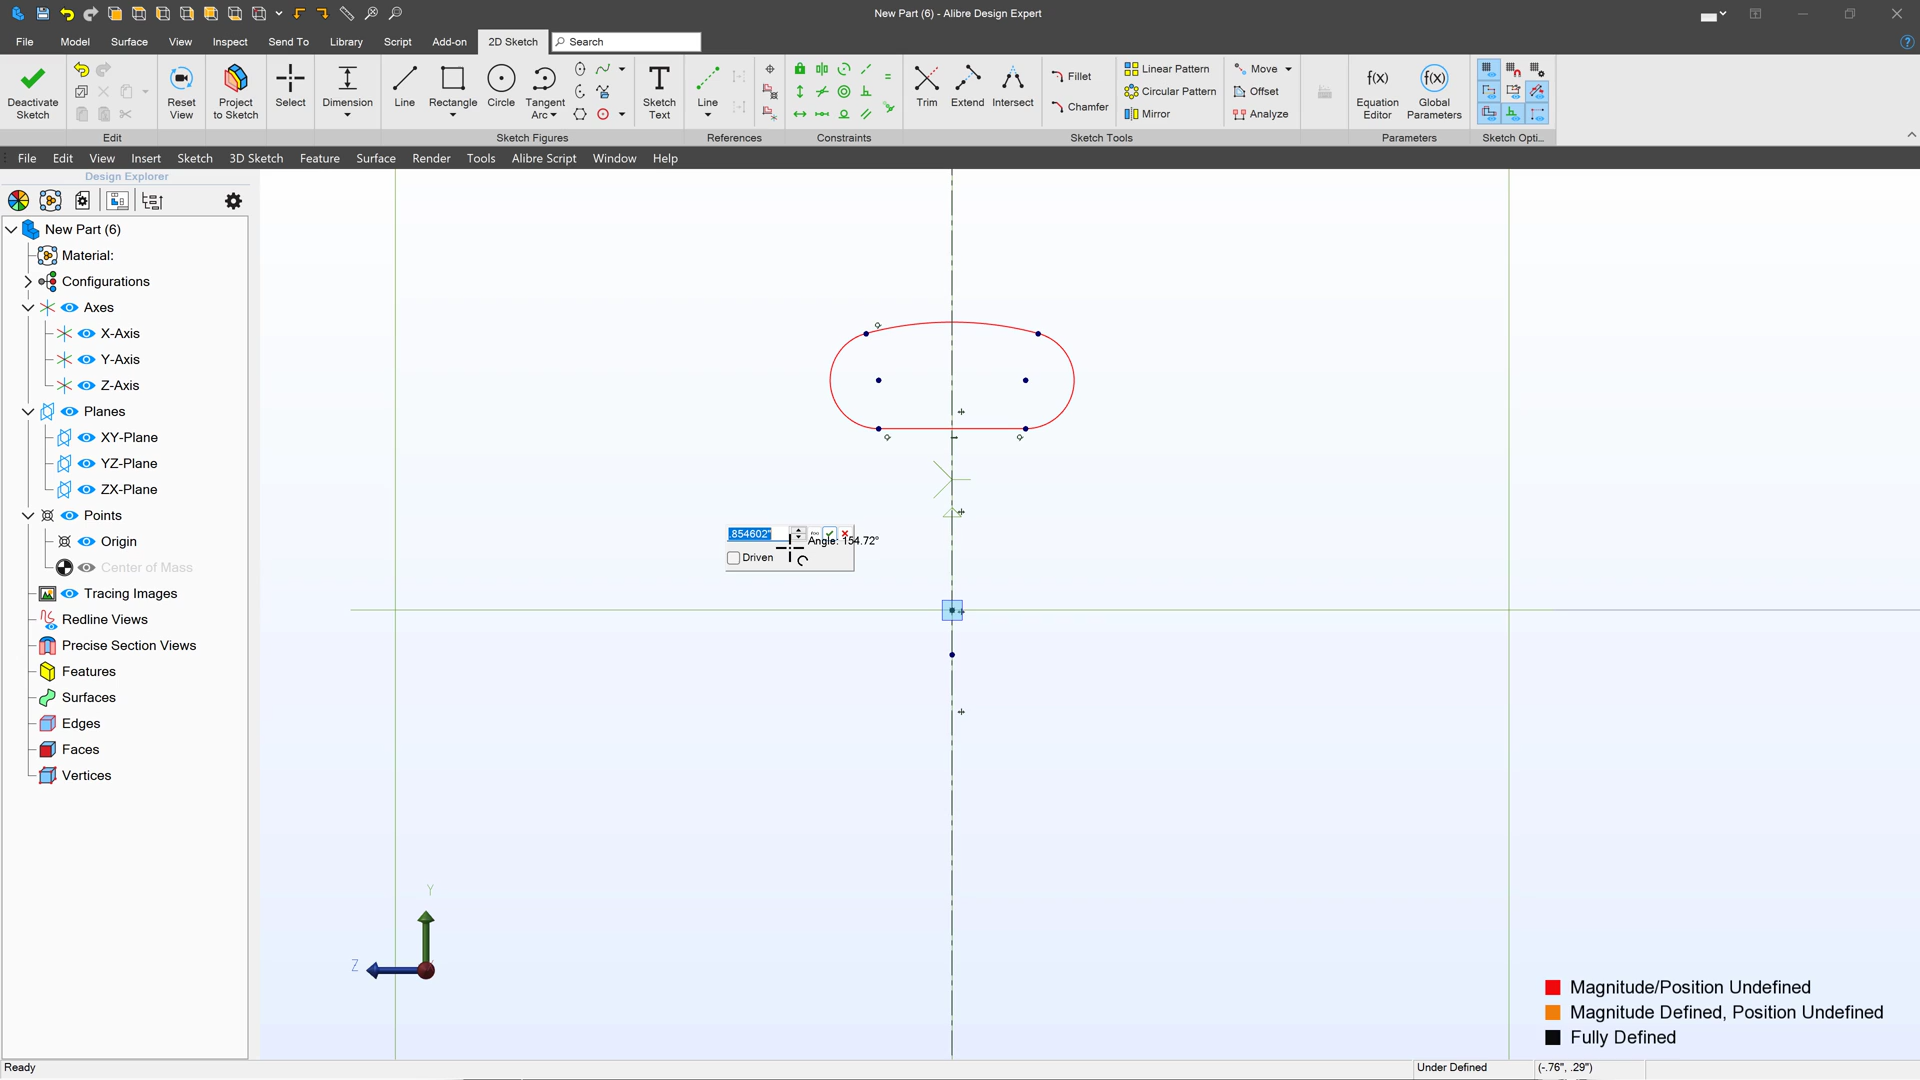 New Part (6) - Alibre Design Expert
File Model Surface View Inspect Send To Library Script Add-on 2D Sketch Search
Deactivate Sketch
Reset View
Project to Sketch
Select
Dimension
Line
Rectangle
Circle
Tangent Arc
Sketch Text
Line
Trim
Extend
Intersect
Fillet
Chamfer
Linear Pattern
Circular Pattern
Mirror
Move
Offset
Analyze
f(x)
Equation Editor
f(x)
Global Parameters
Edit
Sketch Figures
References
Constraints
Sketch Tools
Parameters
Sketch Opti...
File Edit View Insert Sketch 3D Sketch Feature Surface Render Tools Alibre Script Window Help
Design Explorer
New Part (6)
Material:
Configurations
Axes
X-Axis
Y-Axis
Z-Axis
Planes
XY-Plane
YZ-Plane
ZX-Plane
Points
Origin
Center of Mass
Tracing Images
Redline Views
Precise Section Views
Features
Surfaces
Edges
Faces
Vertices
.854602"
Angle: 154.72°
Driven
Y
Z
Magnitude/Position Undefined
Magnitude Defined, Position Undefined
Fully Defined
Ready
Under Defined
(-.76", .29")